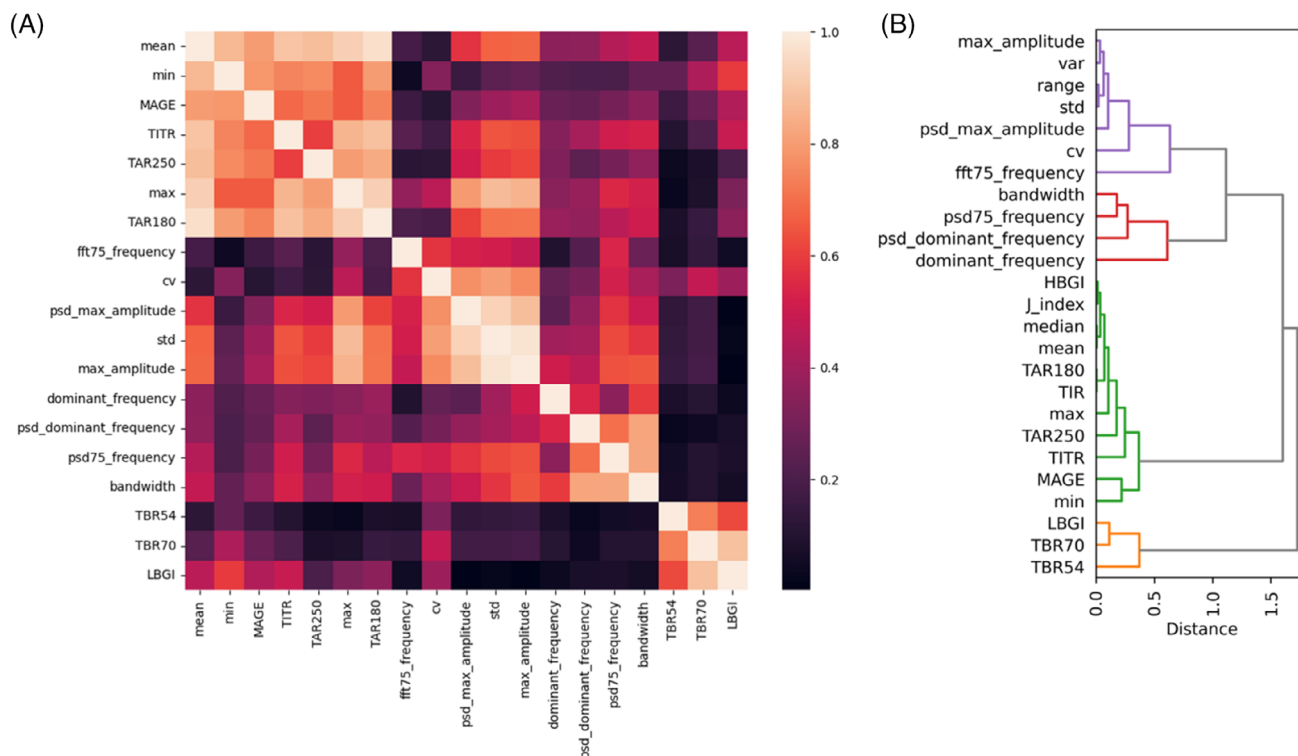 (A)
mean
min
MAGE
TITR
TAR250
max
TAR180
fft75_frequency
cv
psd_max_amplitude
std
max_amplitude
dominant_frequency
psd_dominant_frequency
psd75_frequency
bandwidth
TBR54
TBR70
LBGI
mean
min
MAGE
TITR
TAR250
max
TAR180
fft75_frequency
cv
psd_max_amplitude
std
max_amplitude
dominant_frequency
psd_dominant_frequency
psd75_frequency
bandwidth
TBR54
TBR70
LBGI
1.0
0.8
0.6
0.4
0.2
(B)
max_amplitude
var
range
std
psd_max_amplitude
cv
fft75_frequency
bandwidth
psd75_frequency
psd_dominant_frequency
dominant_frequency
HBGI
J_index
median
mean
TAR180
TIR
max
TAR250
TITR
MAGE
min
LBGI
TBR70
TBR54
0.0
0.5
1.0
1.5
Distance